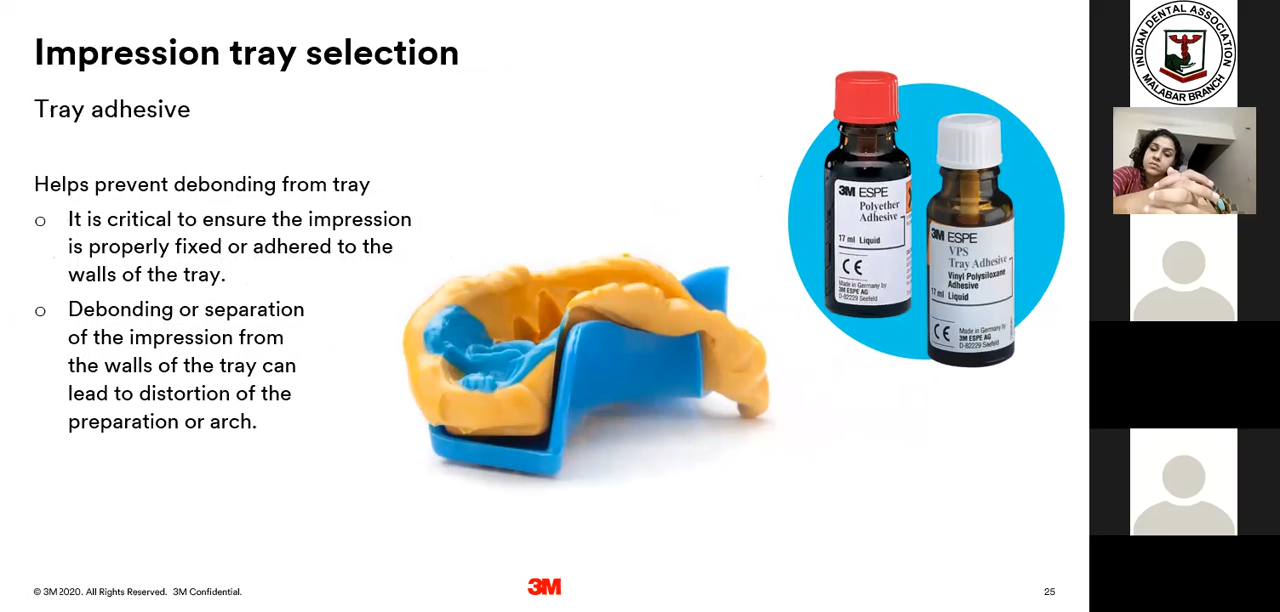 Impression tray selection
Tray adhesive
Helps prevent debonding from tray
o It is critical to ensure the impression
is properly fixed or adhered to the
walls of the tray.
o Debonding or separation
of the impression from
the walls of the tray can
lead to distortion of the
preparation or arch.
3M ESPE
Polyether
Adhesive
17 ml Liquid
CE
Made in Germany by
3M ESPE AG
D-82229 Seefeld
3M ESPE
VPS
Tray Adhesive
Vinyl Polysiloxane
Adhesive
17 ml Liquid
CE
Made in Germany by
3M ESPE AG
D-82229 Seefeld
© 3M 2020. All Rights Reserved. 3M Confidential.
3M
25
INDIAN DENTAL ASSOCIATION
MALABAR BRANCH